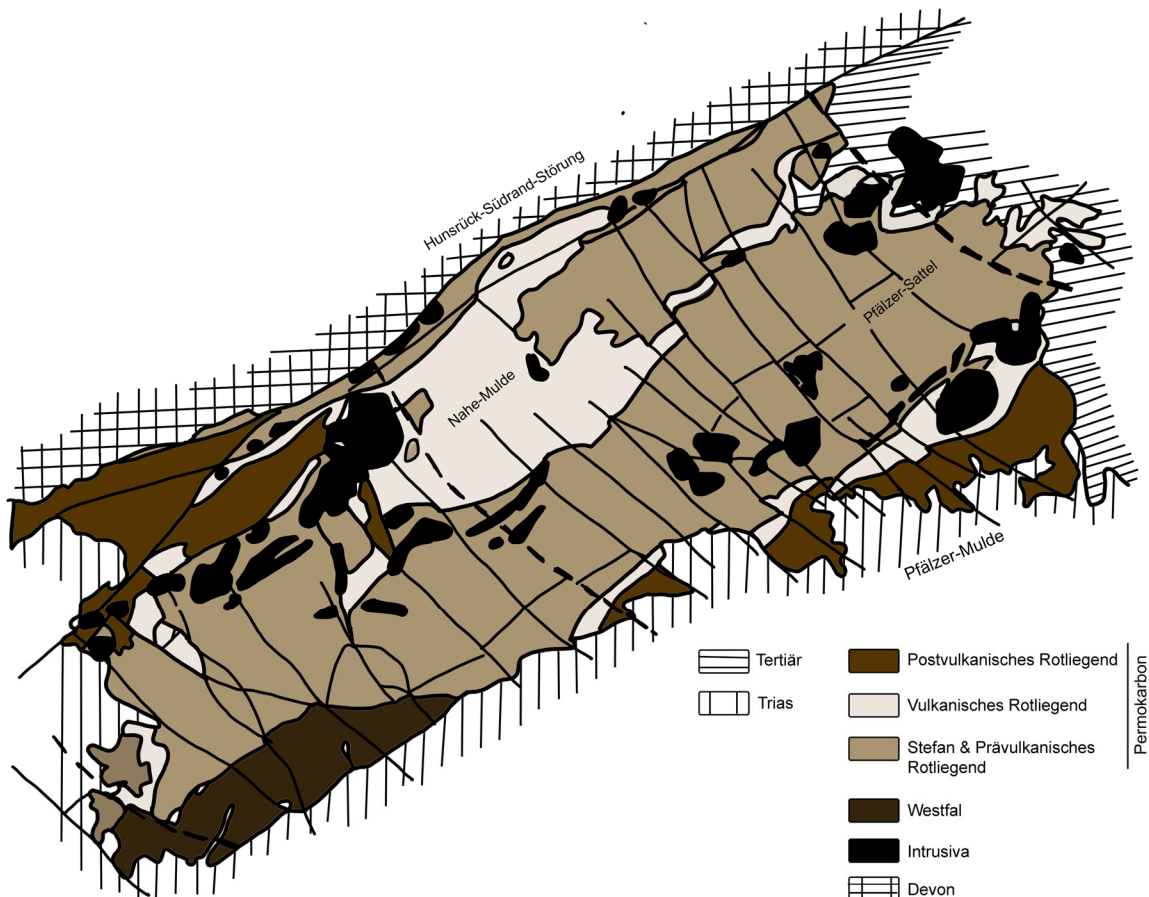 Hunsrück-Südrand-Störung
Pfälzer-Sattel
Nahe-Mulde
Pfälzer-Mulde
Tertiär
Trias
Postvulkanisches Rotliegend
Vulkanisches Rotliegend
Stefan & Prävulkanisches
Rotliegend
Permokarbon
Westfal
Intrusiva
Devon